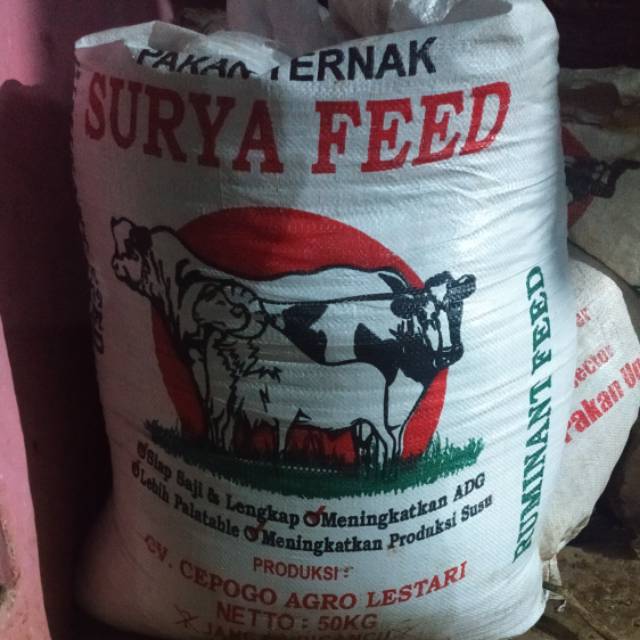 PAKAN TERNAK
SURYA FEED
RUMINANT FEED
Siap Saji & Lengkap Meningkatkan ADG
Lebih Palatable Meningkatkan Produksi Susu
PRODUKSI :
CV. CEPOGO AGRO LESTARI
NETTO : 50KG